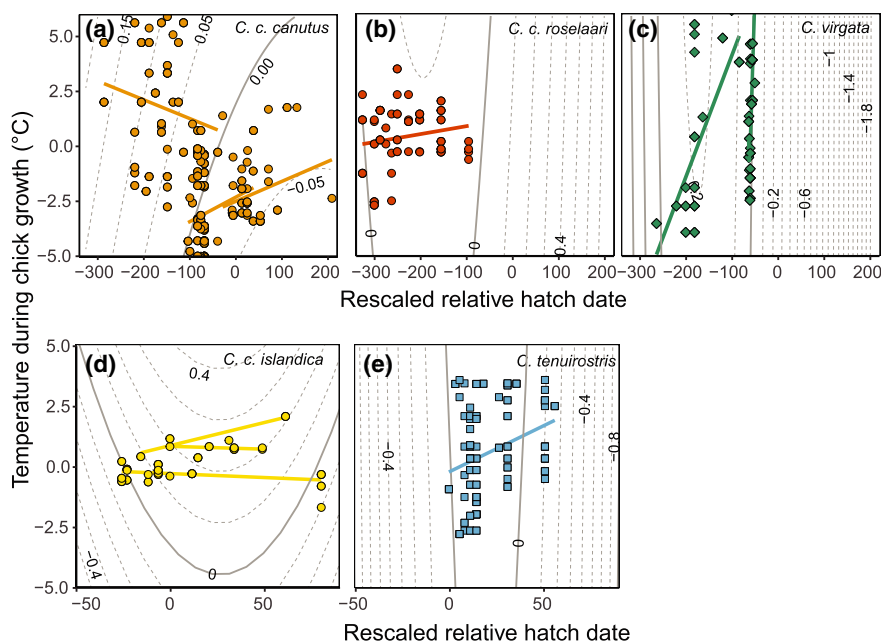 (a) C. c. canutus
(b) C. c. roselaari
(c) C. virgata
5.0
2.5
0.0
−2.5
−5.0
0.15
0.05
0.00
−0.05
0
0
0.4
−0.2
−0.6
−1
−1.4
−1.8
−300 −200 −100 0 100 200
−300 −200 −100 0 100 200
−300 −200 −100 0 100 200
Rescaled relative hatch date
Temperature during chick growth (°C)
(d) C. c. islandica
(e) C. tenuirostris
5.0
2.5
0.0
−2.5
5.0
0.4
0
−0.4
−0.4
0
−0.4
−0.8
−50 0 50
−50 0 50
Rescaled relative hatch date